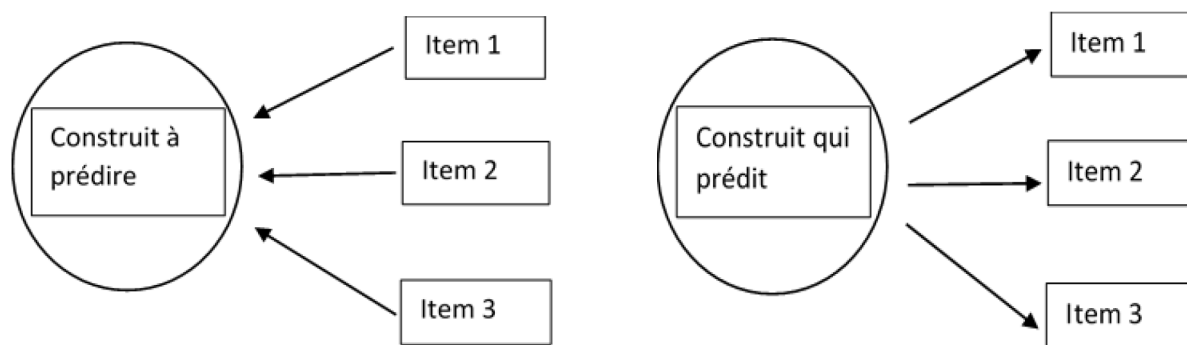 Item 1
Construit à
prédire
Item 2
Item 3
Item 1
Construit qui
prédit
Item 2
Item 3